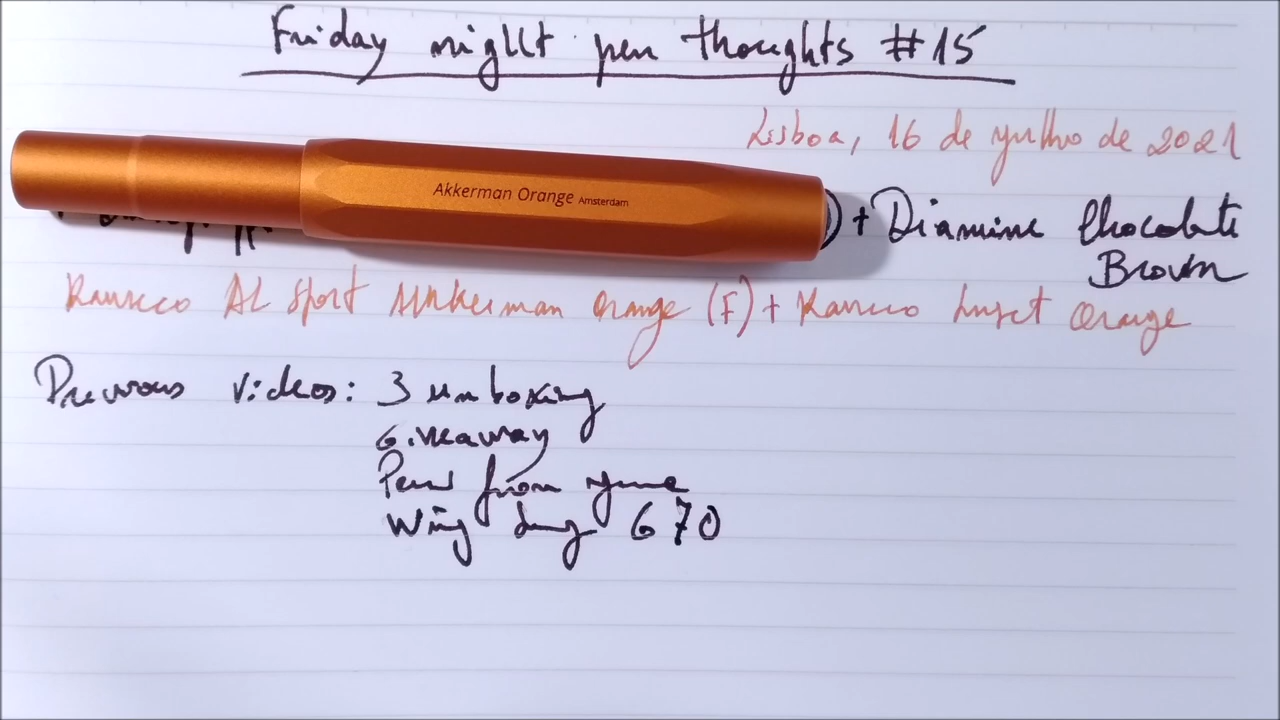 Friday night pen thoughts #15
Lisboa, 16 de julho de 2021
Akkerman Orange Amsterdam
+ Diamine Chocolate
Brown
Kaweco AL Sport Akkerman Orange (F) + Kaweco Sunset Orange
Previous videos: 3 unboxing
Giveaway
Pens from june
Wing Sung 670